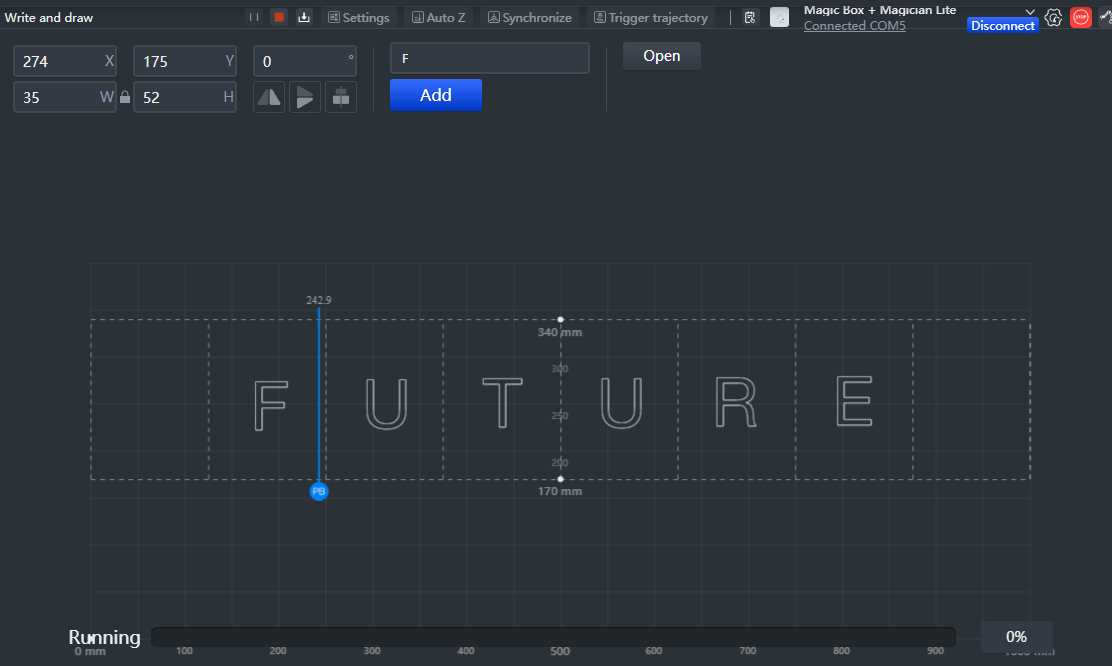 Write and draw
Settings
Auto Z
Synchronize
Trigger trajectory
Magic Box + Magician Lite
Connected COM5
Disconnect
STOP
274 X
175 Y
0 °
F
Open
35 W
52 H
Add
242.9
340 mm
300
F U T U R E
250
200
PB
170 mm
Running
0%
0 mm 100 200 300 400 500 600 700 800 900